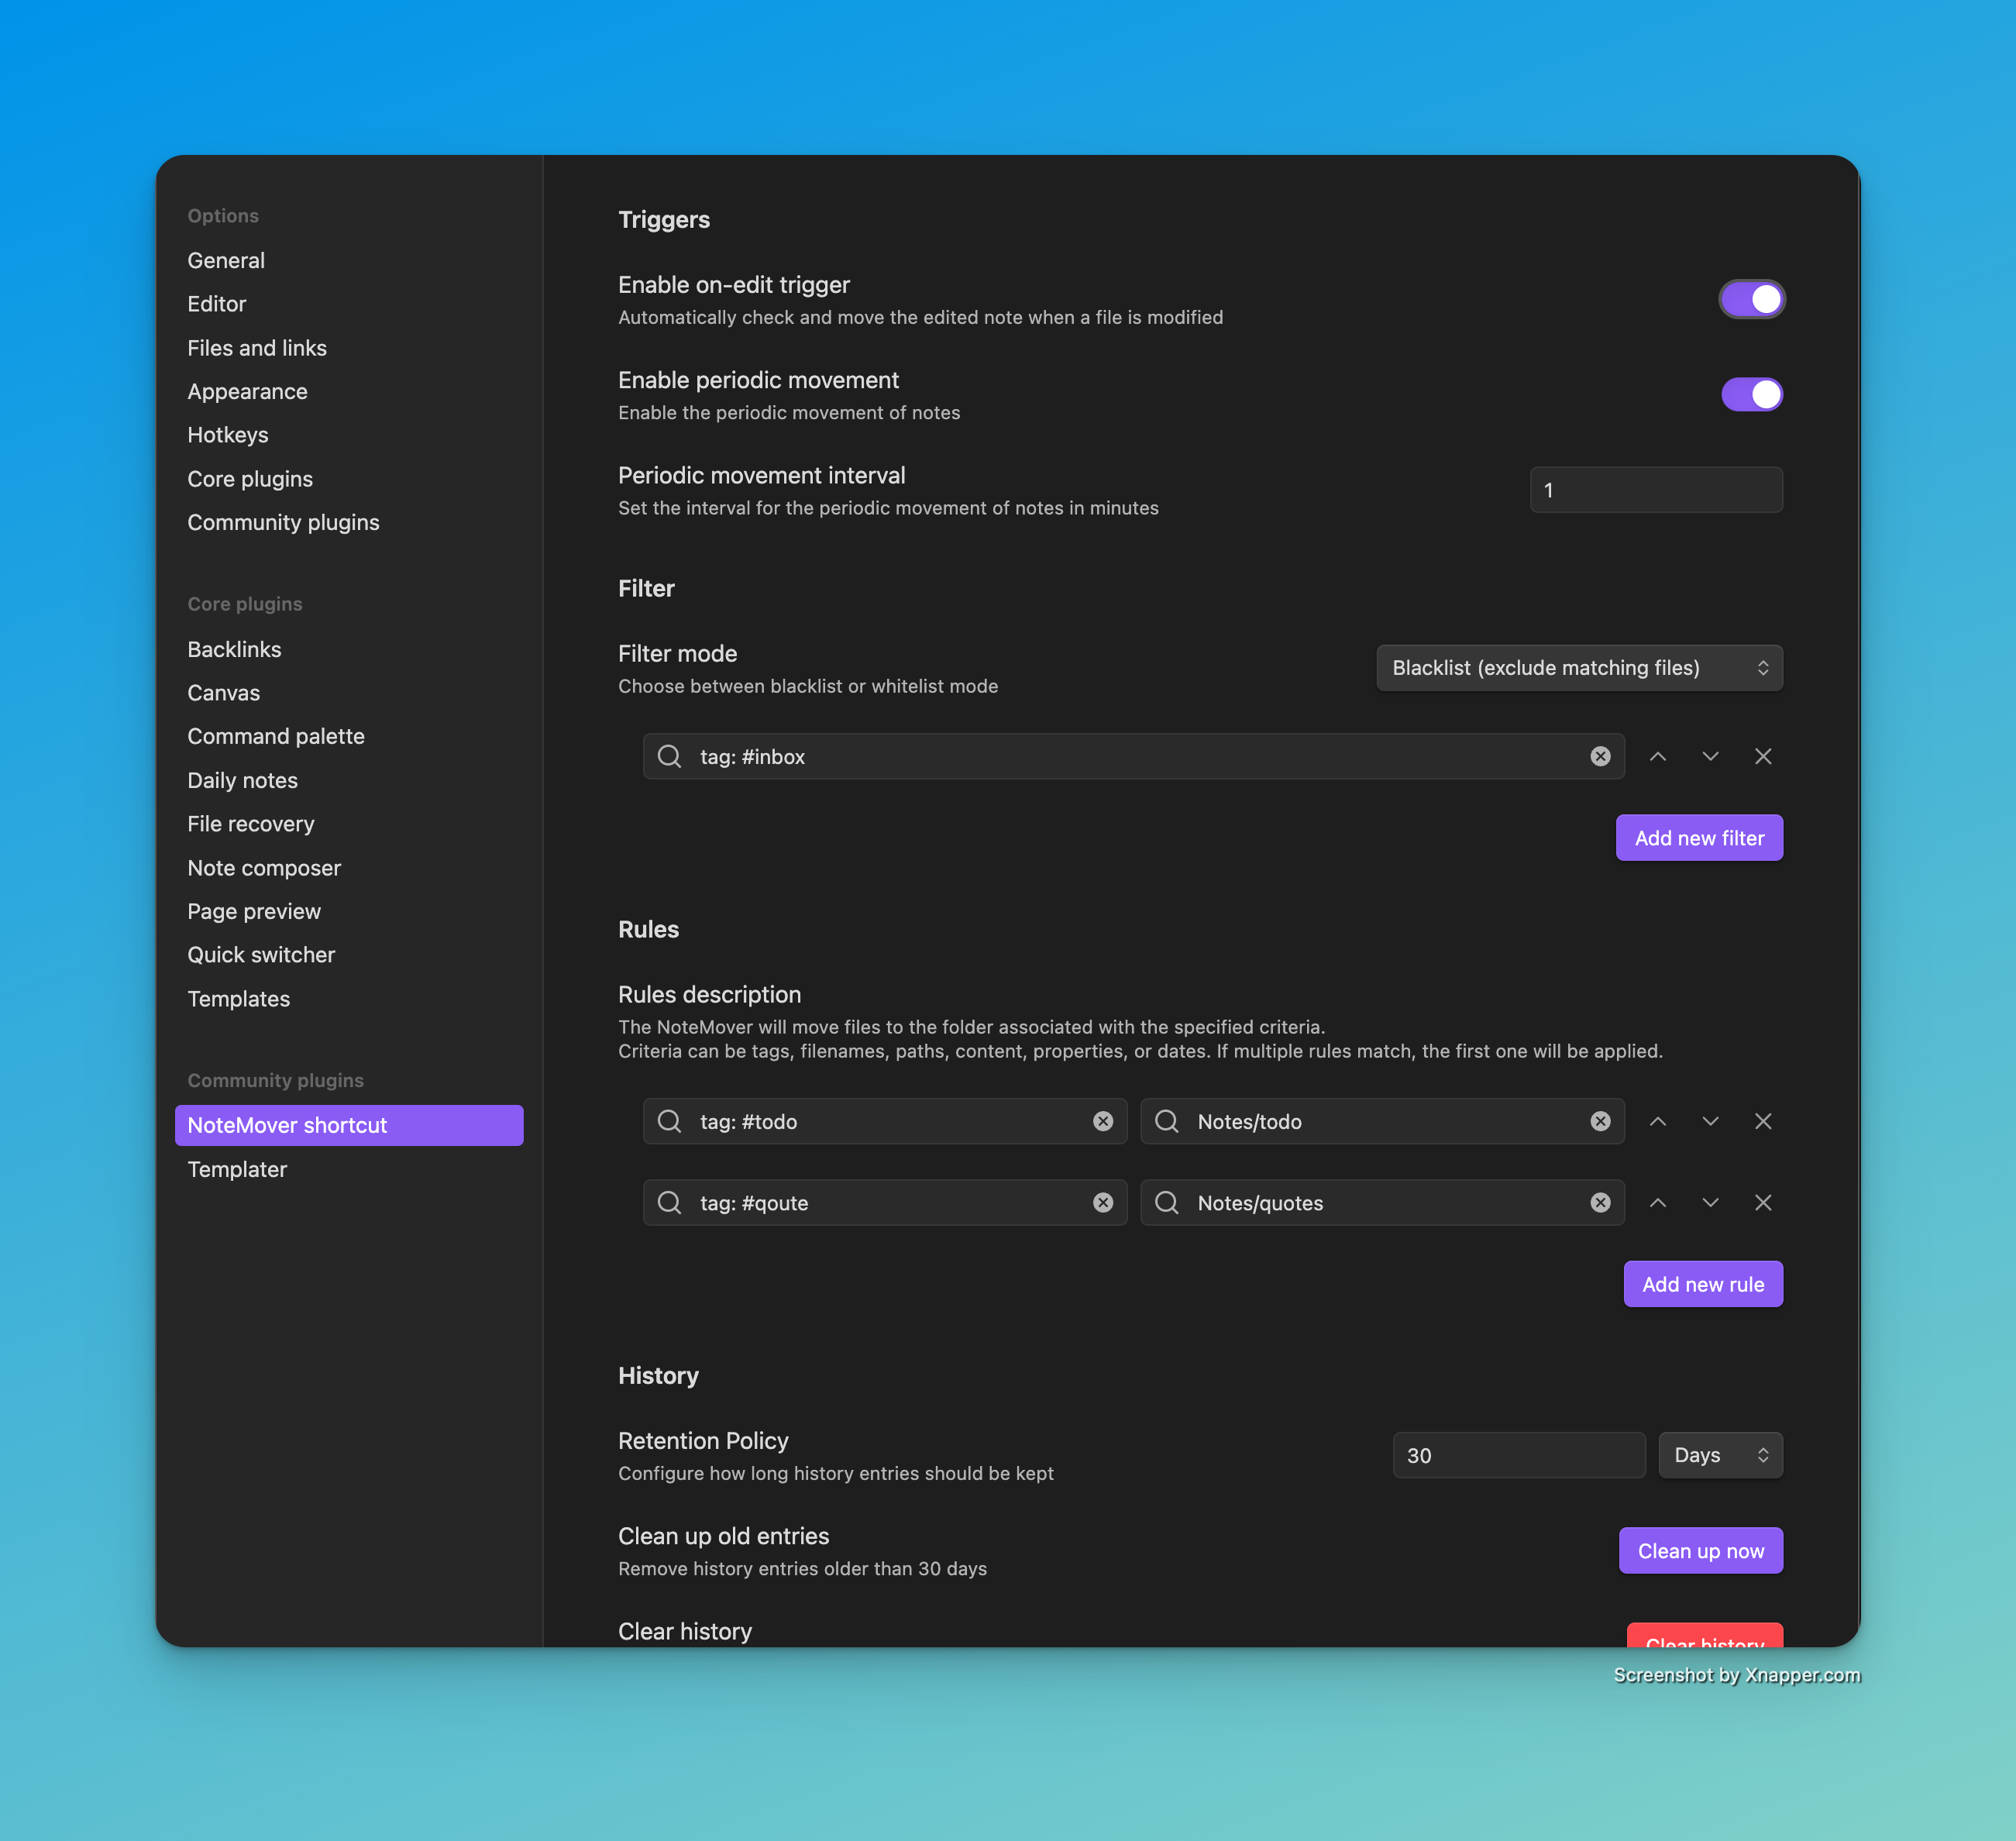 Options
General
Editor
Files and links
Appearance
Hotkeys
Core plugins
Community plugins
Core plugins
Backlinks
Canvas
Command palette
Daily notes
File recovery
Note composer
Page preview
Quick switcher
Templates
Community plugins
NoteMover shortcut
Templater
Triggers
Enable on-edit trigger
Automatically check and move the edited note when a file is modified
Enable periodic movement
Enable the periodic movement of notes
Periodic movement interval
Set the interval for the periodic movement of notes in minutes
1
Filter
Filter mode
Choose between blacklist or whitelist mode
Blacklist (exclude matching files)
tag: #inbox
Add new filter
Rules
Rules description
The NoteMover will move files to the folder associated with the specified criteria.
Criteria can be tags, filenames, paths, content, properties, or dates. If multiple rules match, the first one will be applied.
tag: #todo
Notes/todo
tag: #qoute
Notes/quotes
Add new rule
History
Retention Policy
Configure how long history entries should be kept
30
Days
Clean up old entries
Remove history entries older than 30 days
Clean up now
Clear history
Clear history
Screenshot by Xnapper.com